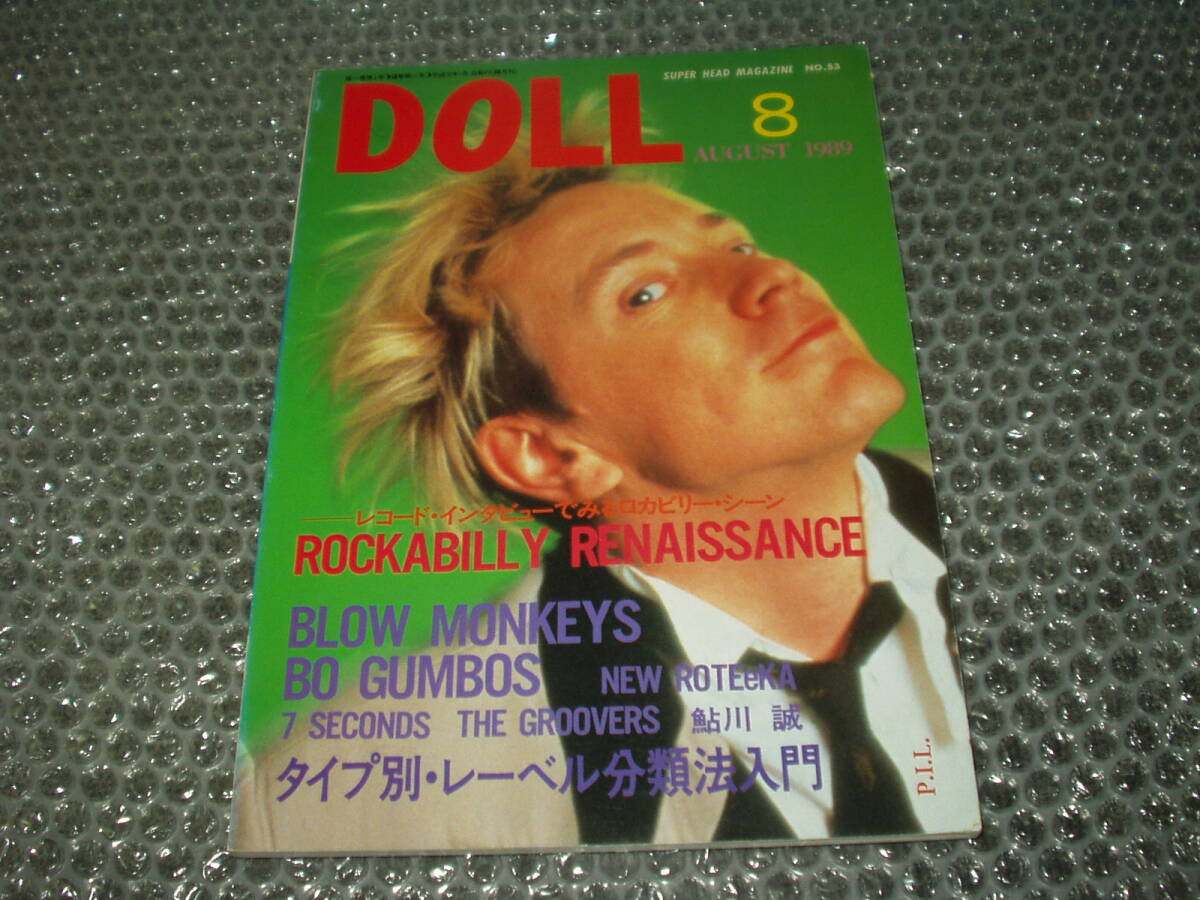 SUPER HEAD MAGAZINE NO.53
DOLL
8
AUGUST 1989
レコード・インタビューでみるロカビリー・シーン
ROCKABILLY RENAISSANCE
BLOW MONKEYS
BO GUMBOS NEW ROTEeKA
7 SECONDS THE GROOVERS 鮎川 誠
タイプ別・レーベル分類法入門
P.I.L.